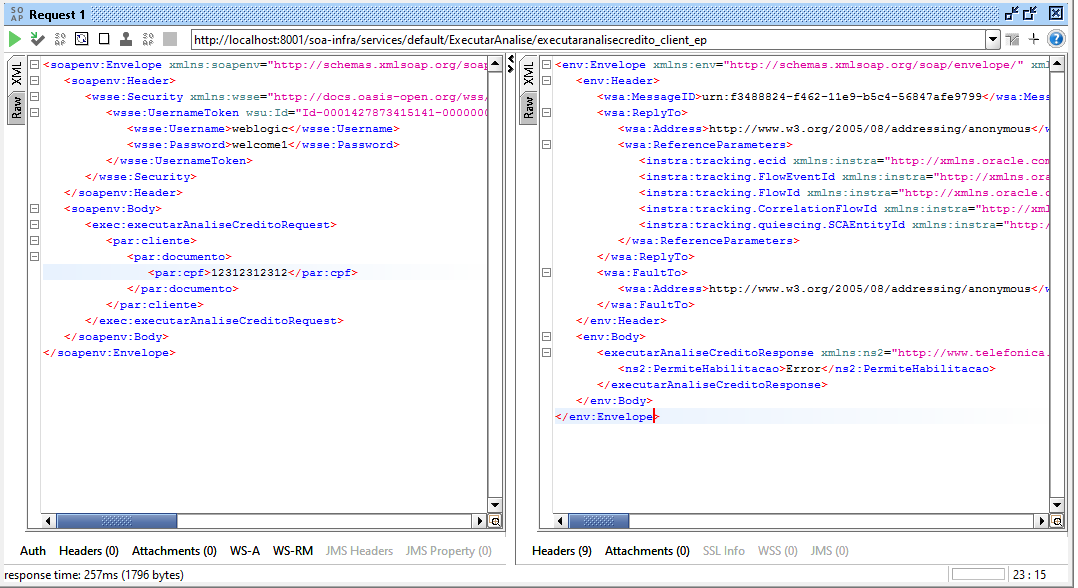 SOAP Request 1
http://localhost:8001/soa-infra/services/default/ExecutarAnalise/executaranalisecredito_client_ep
XML
Raw
<soapenv:Envelope xmlns:soapenv="http://schemas.xmlsoap.org/soap
<soapenv:Header>
<wsse:Security xmlns:wsse="http://docs.oasis-open.org/wss/
<wsse:UsernameToken wsu:Id="Id-0001427873415141-0000000
<wsse:Username>weblogic</wsse:Username>
<wsse:Password>welcome1</wsse:Password>
</wsse:UsernameToken>
</wsse:Security>
</soapenv:Header>
<soapenv:Body>
<exec:executarAnaliseCreditoRequest>
<par:cliente>
<par:documento>
<par:cpf>12312312312</par:cpf>
</par:documento>
</par:cliente>
</exec:executarAnaliseCreditoRequest>
</soapenv:Body>
</soapenv:Envelope>
XML
Raw
<env:Envelope xmlns:env="http://schemas.xmlsoap.org/soap/envelope/" xml
<env:Header>
<wsa:MessageID>urn:f3488824-f462-11e9-b5c4-56847afe9799</wsa:Mess
<wsa:ReplyTo>
<wsa:Address>http://www.w3.org/2005/08/addressing/anonymous</w
<wsa:ReferenceParameters>
<instra:tracking.ecid xmlns:instra="http://xmlns.oracle.com
<instra:tracking.FlowEventId xmlns:instra="http://xmlns.ora
<instra:tracking.FlowId xmlns:instra="http://xmlns.oracle.c
<instra:tracking.CorrelationFlowId xmlns:instra="http://xml
<instra:tracking.quiescing.SCAEntityId xmlns:instra="http:/
</wsa:ReferenceParameters>
</wsa:ReplyTo>
<wsa:FaultTo>
<wsa:Address>http://www.w3.org/2005/08/addressing/anonymous</w
</wsa:FaultTo>
</env:Header>
<env:Body>
<executarAnaliseCreditoResponse xmlns:ns2="http://www.telefonica.
<ns2:PermiteHabilitacao>Error</ns2:PermiteHabilitacao>
</executarAnaliseCreditoResponse>
</env:Body>
</env:Envelope>
Auth Headers (0) Attachments (0) WS-A WS-RM JMS Headers JMS Property (0)
Headers (9) Attachments (0) SSL Info WSS (0) JMS (0)
response time: 257ms (1796 bytes)
23 : 15